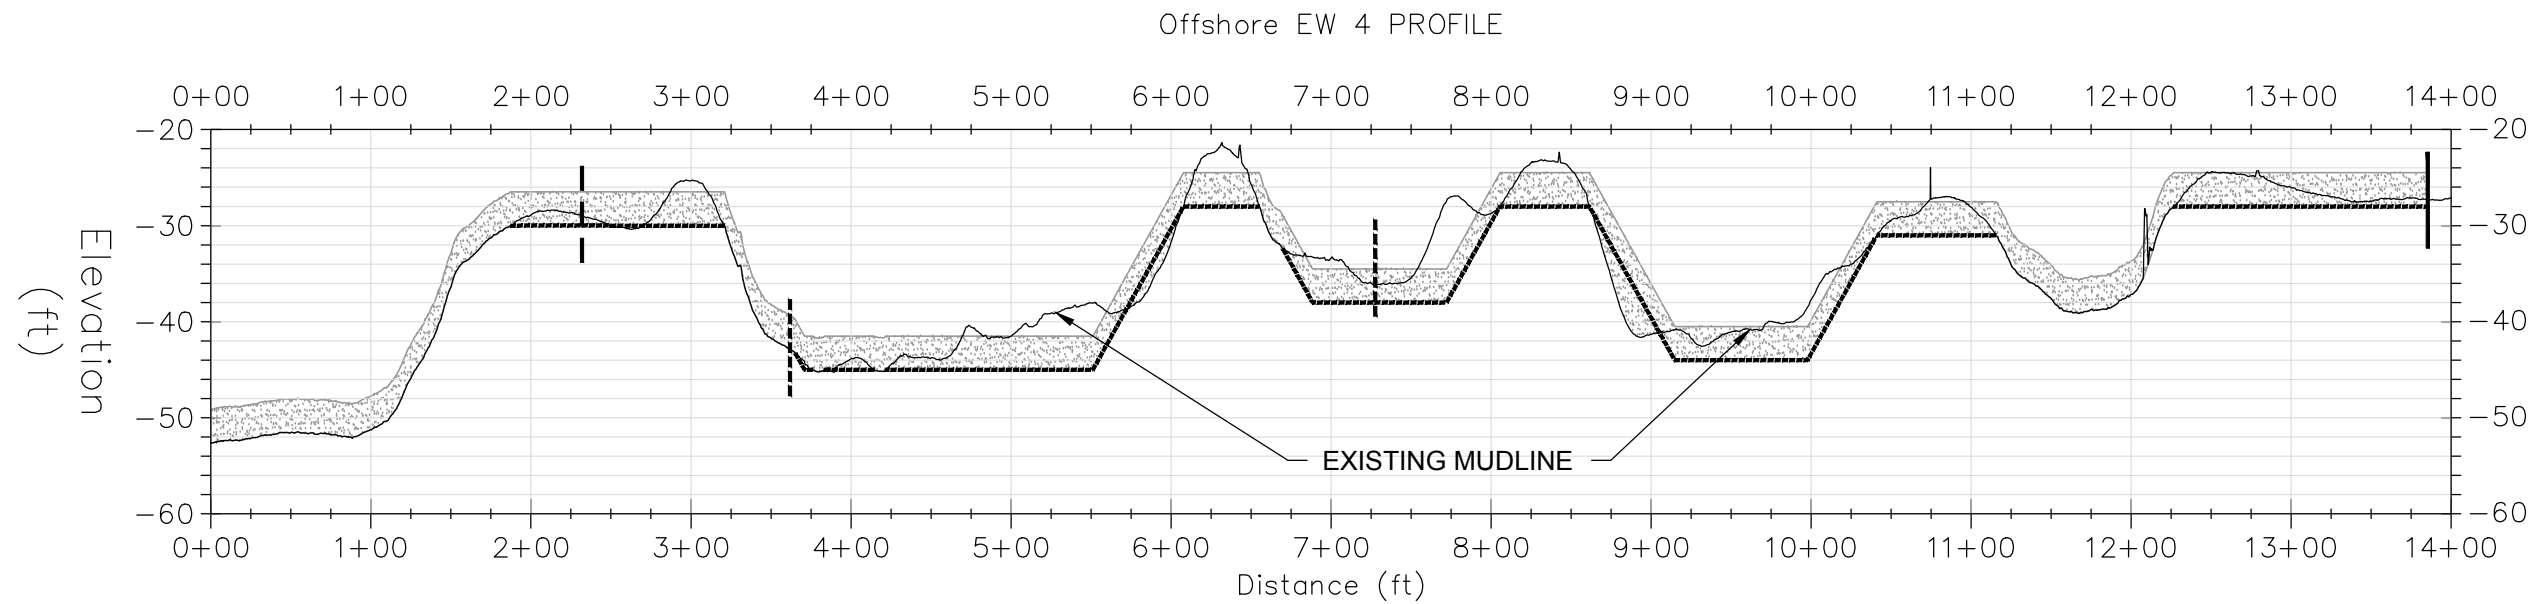 Offshore EW 4 PROFILE
0+00 1+00 2+00 3+00 4+00 5+00 6+00 7+00 8+00 9+00 10+00 11+00 12+00 13+00 14+00
-20 -20
-30 -30
Elevation
(ft)
-40 -40
-50 -50
EXISTING MUDLINE
-60 -60
0+00 1+00 2+00 3+00 4+00 5+00 6+00 7+00 8+00 9+00 10+00 11+00 12+00 13+00 14+00
Distance (ft)